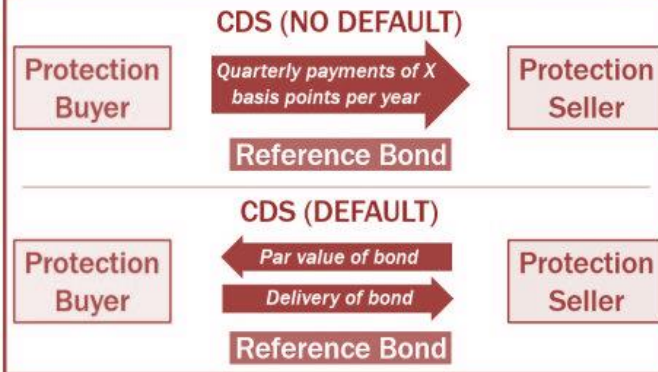 CDS (NO DEFAULT)
Protection
Buyer
Quarterly payments of X
basis points per year
Protection
Seller
Reference Bond
CDS (DEFAULT)
Protection
Buyer
Par value of bond
Delivery of bond
Protection
Seller
Reference Bond